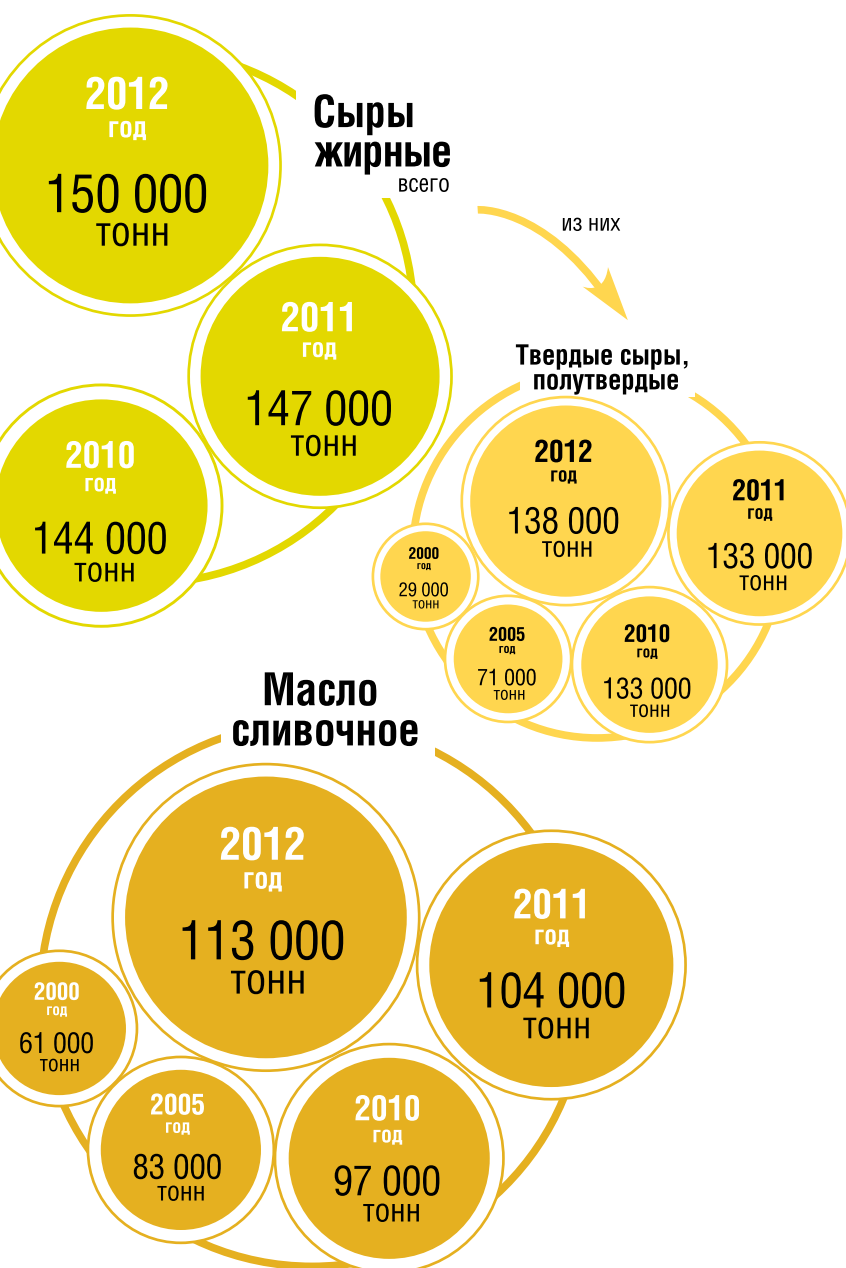 Сыры
жирные
всего
2012
год
150 000
тонн
2011
год
147 000
тонн
2010
год
144 000
тонн
из них
Твердые сыры,
полутвердые
2012
год
138 000
тонн
2011
год
133 000
тонн
2010
год
133 000
тонн
2005
год
71 000
тонн
2000
год
29 000
тонн
Масло
сливочное
2012
год
113 000
тонн
2011
год
104 000
тонн
2010
год
97 000
тонн
2005
год
83 000
тонн
2000
год
61 000
тонн